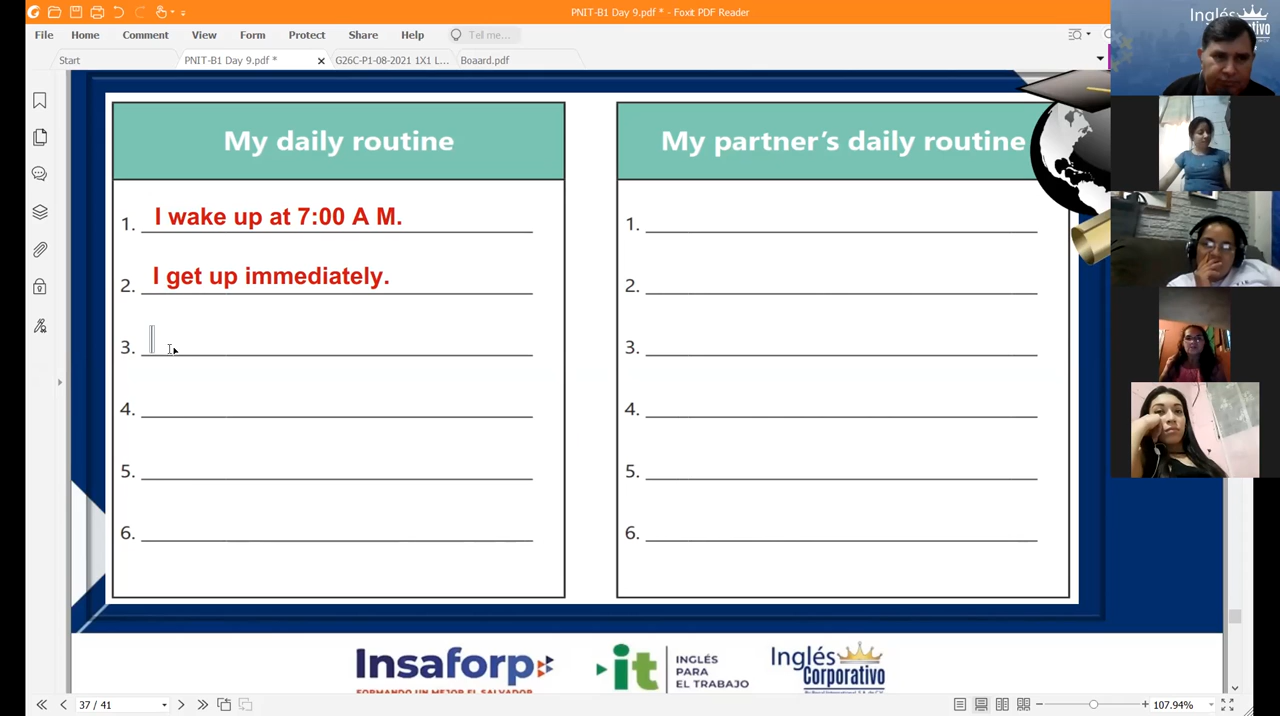 PNIT-B1 Day 9.pdf * - Foxit PDF Reader
File Home Comment View Form Protect Share Help Tell me...
Start PNIT-B1 Day 9.pdf * G26C-P1-08-2021 1X1 L... Boaard.pdf
Inglés
My daily routine
1. I wake up at 7:00 A M.
2. I get up immediately.
3.
4.
5.
6.
My partner's daily routine
1.
2.
3.
4.
5.
6.
Insaforp
FORMANDO UN MEJOR EL SALVADOR
it
INGLÉS
PARA
EL TRABAJO
Inglés
Corporativo
37 / 41
107.94%